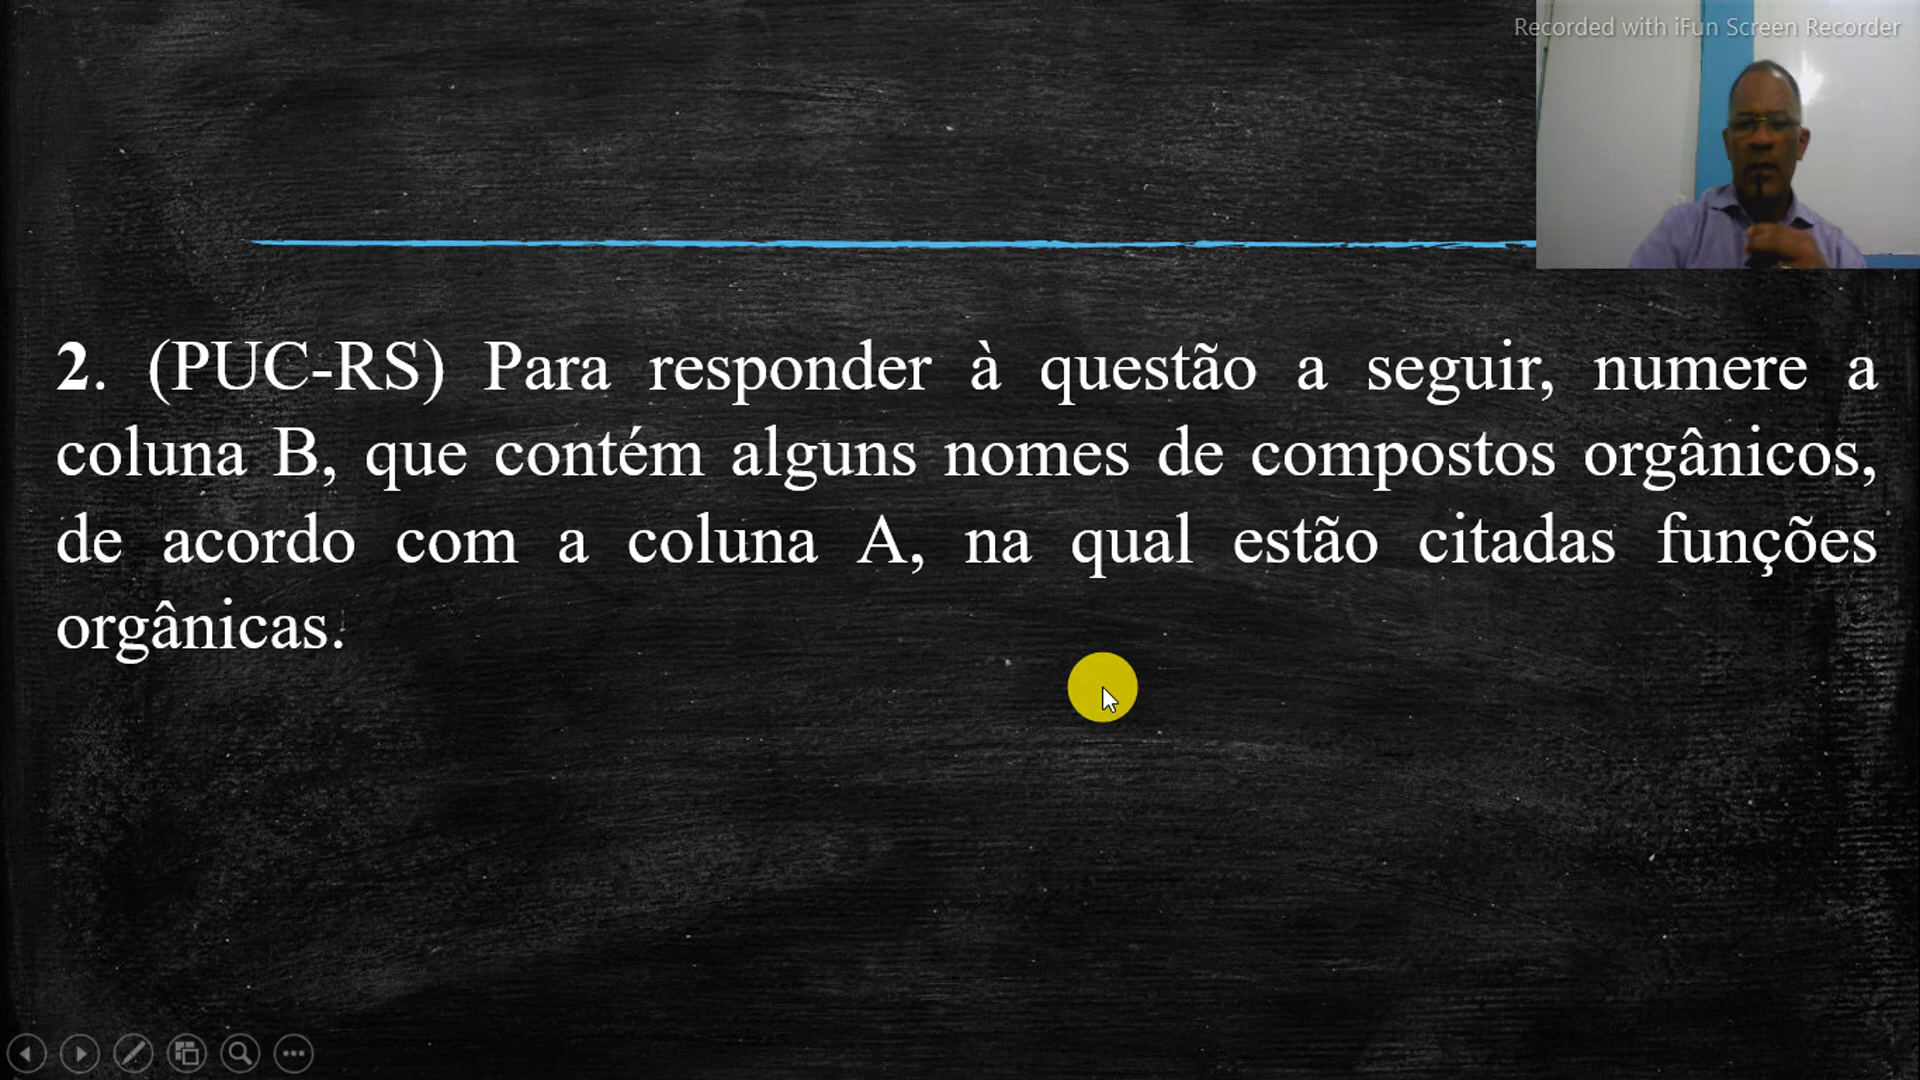 Recorded with iFun Screen Recorder
2. (PUC-RS) Para responder à questão a seguir, numere a
coluna B, que contém alguns nomes de compostos orgânicos,
de acordo com a coluna A, na qual estão citadas funções
orgânicas.